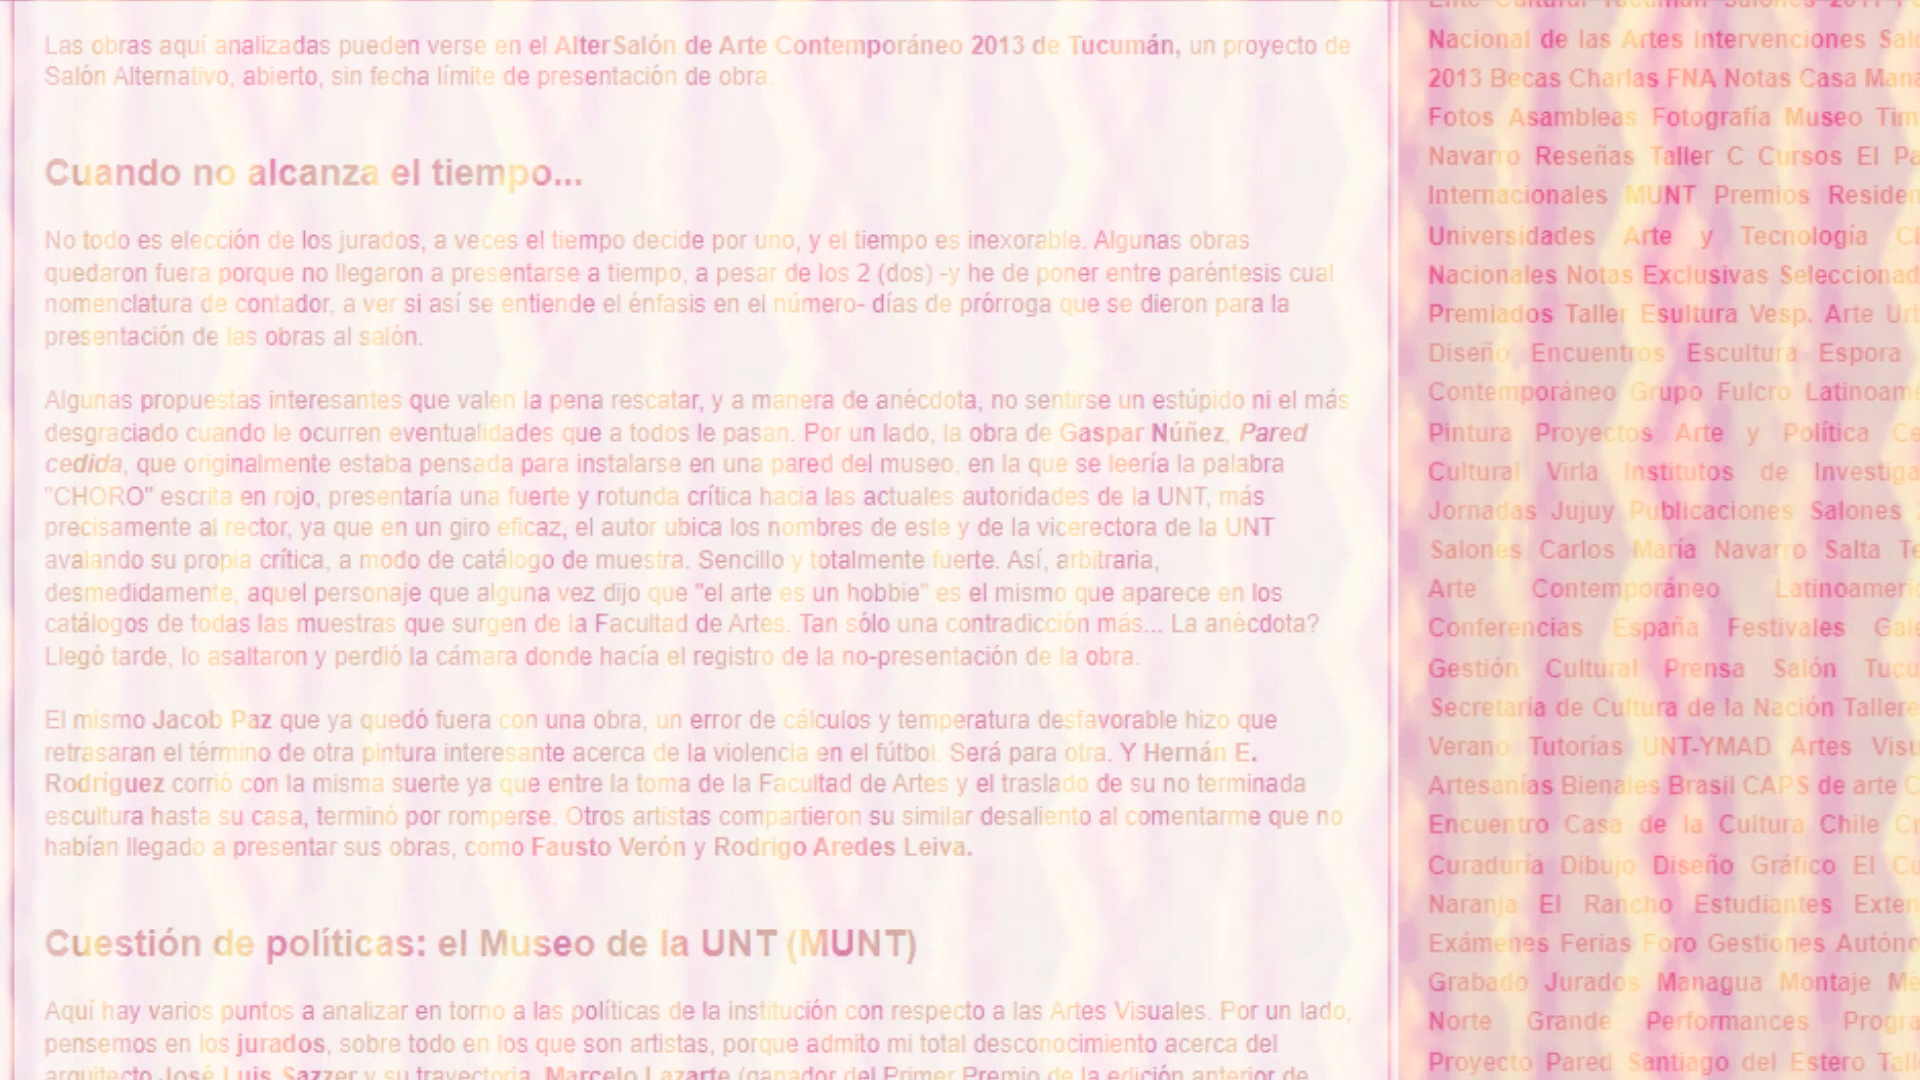 Las obras aquí analizadas pueden verse en el AlterSalón de Arte Contemporáneo 2013 de Tucumán, un proyecto de
Salón Alternativo, abierto, sin fecha límite de presentación de obra.
Cuando no alcanza el tiempo...
No todo es elección de los jurados, a veces el tiempo decide por uno, y el tiempo es inexorable. Algunas obras
quedaron fuera porque no llegaron a presentarse a tiempo, a pesar de los 2 (dos) -y he de poner entre paréntesis cual
nomenclatura de contador, a ver si así se entiende el énfasis en el número- días de prórroga que se dieron para la
presentación de las obras al salón.
Algunas propuestas interesantes que valen la pena rescatar, y a manera de anécdota, no sentirse un estúpido ni el más
desgraciado cuando le ocurren eventualidades que a todos le pasan. Por un lado, la obra de Gaspar Núñez, Pared
cedida, que originalmente estaba pensada para instalarse en una pared del museo, en la que se leería la palabra
"CHORO" escrita en rojo, presentaría una fuerte y rotunda crítica hacia las actuales autoridades de la UNT, más
precisamente al rector, ya que en un giro eficaz, el autor ubica los nombres de este y de la vicerectora de la UNT
avalando su propia crítica, a modo de catálogo de muestra. Sencillo y totalmente fuerte. Así, arbitraria,
desmedidamente, aquel personaje que alguna vez dijo que "el arte es un hobbie" es el mismo que aparece en los
catálogos de todas las muestras que surgen de la Facultad de Artes. Tan sólo una contradicción más... La anécdota?
Llegó tarde, lo asaltaron y perdió la cámara donde hacía el registro de la no-presentación de la obra.
El mismo Jacob Paz que ya quedó fuera con una obra, un error de cálculos y temperatura desfavorable hizo que
retrasaran el término de otra pintura interesante acerca de la violencia en el fútbol. Será para otra. Y Hernán E.
Rodríguez corrió con la misma suerte ya que entre la toma de la Facultad de Artes y el traslado de su no terminada
escultura hasta su casa, terminó por romperse. Otros artistas compartieron su similar desaliento al comentarme que no
habían llegado a presentar sus obras, como Fausto Verón y Rodrigo Aredes Leiva.
Cuestión de políticas: el Museo de la UNT (MUNT)
Aquí hay varios puntos a analizar en torno a las políticas de la institución con respecto a las Artes Visuales. Por un lado,
pensemos en los jurados, sobre todo en los que son artistas, porque admito mi total desconocimiento acerca del
arquitecto José Luis Sazzer y su trayectoria. Marcelo Lazarte (ganador del Primer Premio de la edición anterior de
Ente Cultural Tucumán Salones 2011
Nacional de las Artes Intervenciones
2013 Becas Charlas FNA Notas Casa
Fotos Asambleas Fotografía Museo
Navarro Reseñas Taller C Cursos El
Internacionales MUNT Premios
Universidades Arte y Tecnología
Nacionales Notas Exclusivas
Premiados Taller Esultura Vesp. Arte
Diseño Encuentros Escultura Espora
Contemporáneo Grupo Fulcro
Pintura Proyectos Arte y Política
Cultural Virla Institutos de
Jornadas Jujuy Publicaciones Salones
Salones Carlos María Navarro Salta
Arte Contemporáneo
Conferencias España Festivales
Gestión Cultural Prensa Salón
Secretaría de Cultura de la Nación
Verano Tutorías UNT-YMAD Artes
Artesanías Bienales Brasil CAPS de arte
Encuentro Casa de la Cultura Chile
Curaduría Dibujo Diseño Gráfico El
Naranja El Rancho Estudiantes
Exámenes Ferias Foro Gestiones
Grabado Jurados Managua Montaje
Norte Grande Performances
Proyecto Pared Santiago del Estero